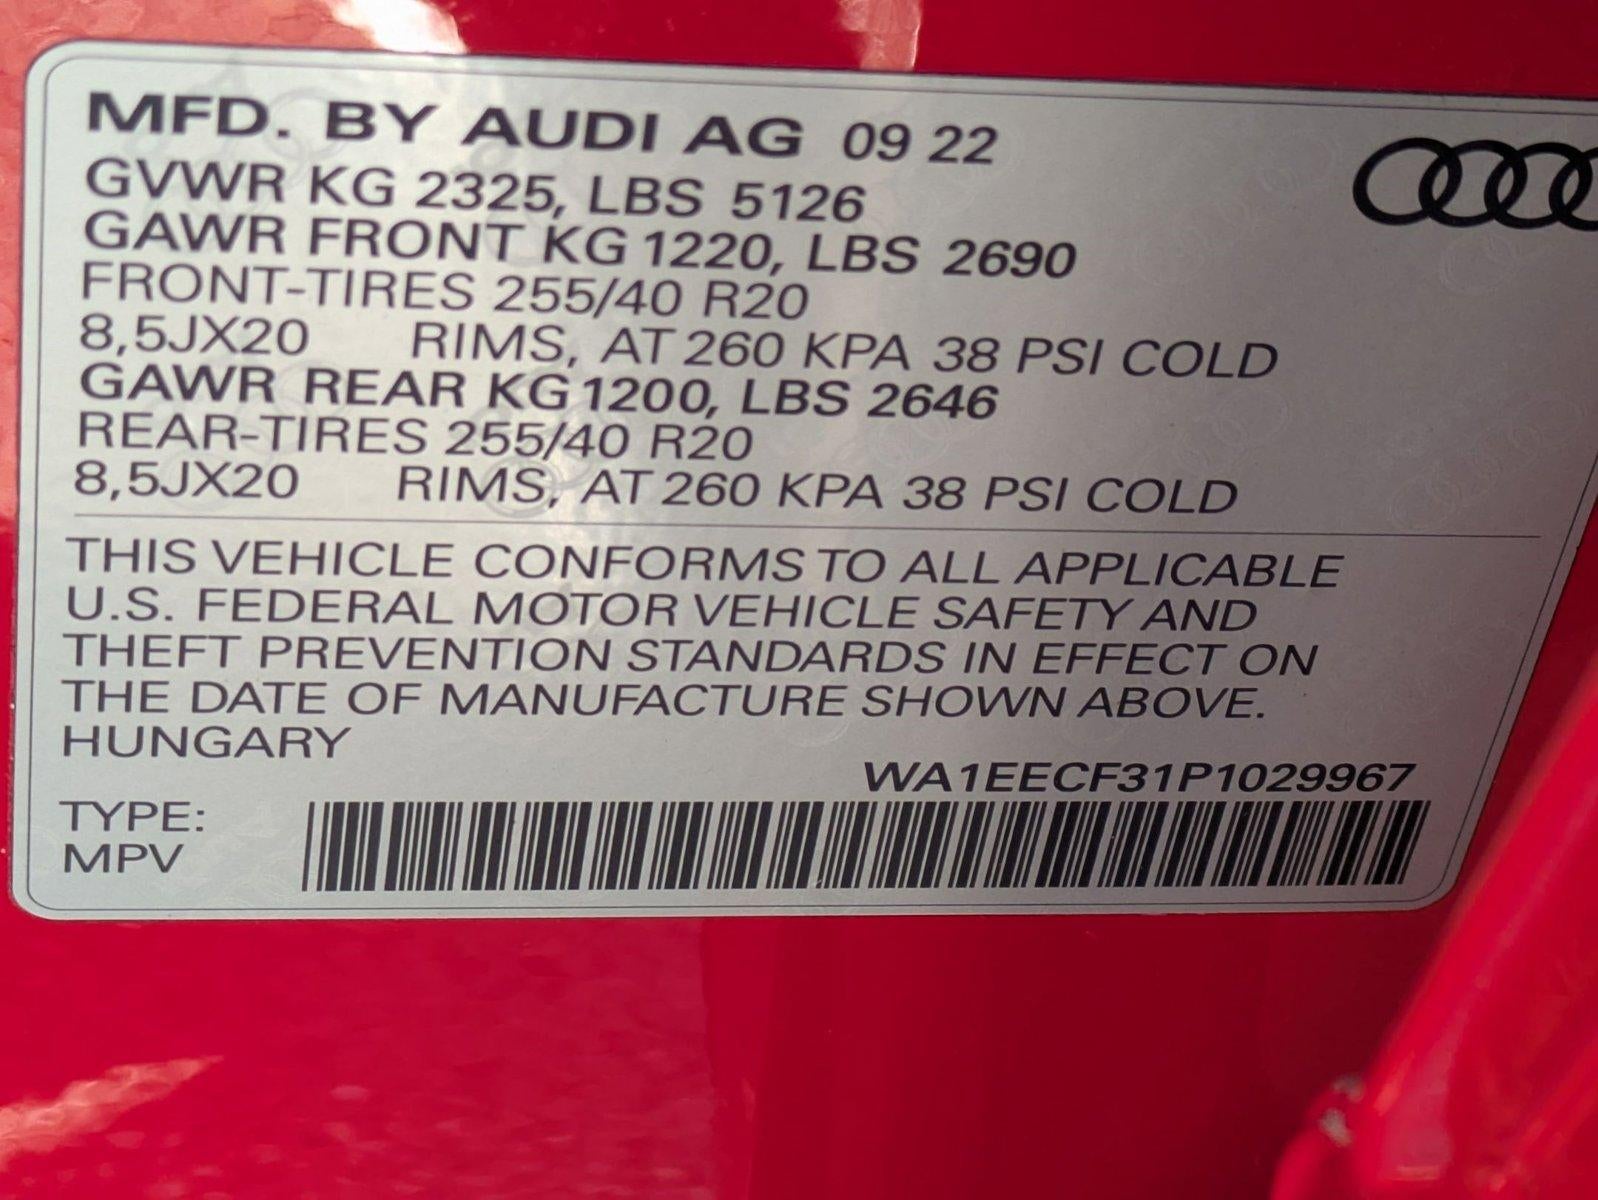 MFD. BY AUDI AG 09 22
GVWR KG 2325, LBS 5126
GAWR FRONT KG 1220, LBS 2690
FRONT-TIRES 255/40 R20
8,5JX20 RIMS, AT 260 KPA 38 PSI COLD
GAWR REAR KG 1200, LBS 2646
REAR-TIRES 255/40 R20
8,5JX20 RIMS, AT 260 KPA 38 PSI COLD
THIS VEHICLE CONFORMS TO ALL APPLICABLE
U.S. FEDERAL MOTOR VEHICLE SAFETY AND
THEFT PREVENTION STANDARDS IN EFFECT ON
THE DATE OF MANUFACTURE SHOWN ABOVE.
HUNGARY
WA1EECF31P1029967
TYPE:
MPV